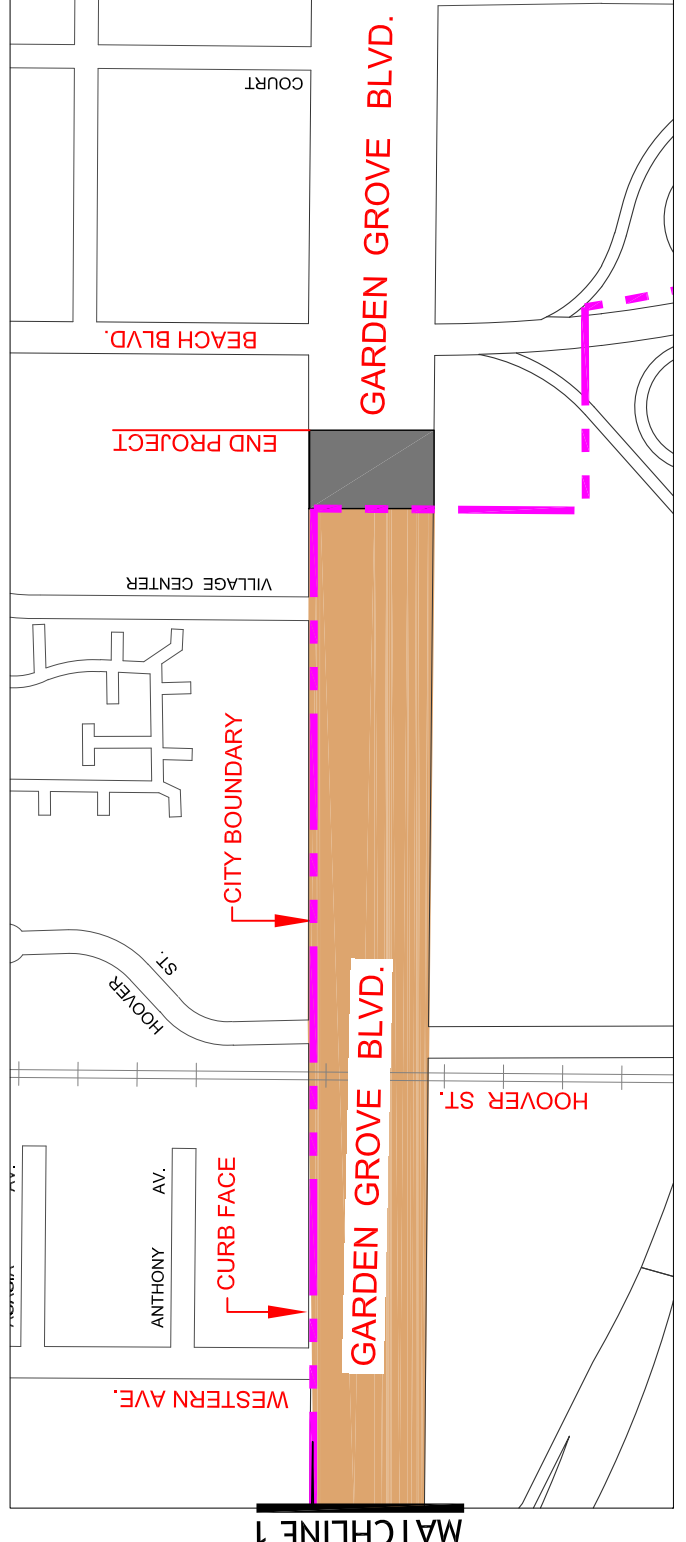 COURT
GARDEN GROVE BLVD.
BEACH BLVD.
END PROJECT
VILLAGE CENTER
CITY BOUNDARY
HOOVER
ST.
GARDEN GROVE BLVD.
HOOVER ST.
AV.
ANTHONY AV.
CURB FACE
WESTERN AVE.
MATCHLINE 1